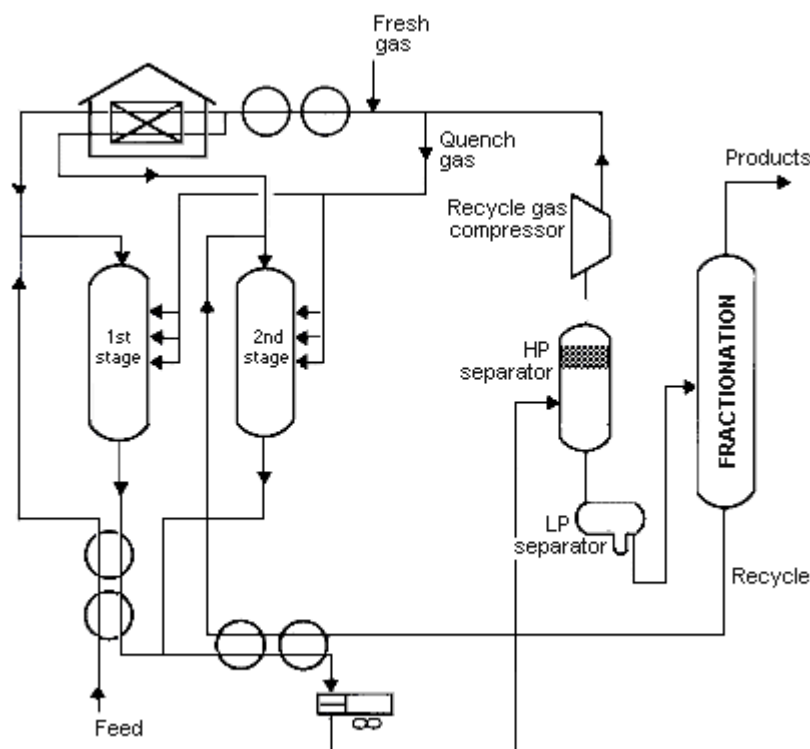 Fresh
gas
Quench
gas
Products
Recycle gas
compressor
1st
stage
2nd
stage
HP
separator
FRACTIONATION
LP
separator
Recycle
Feed